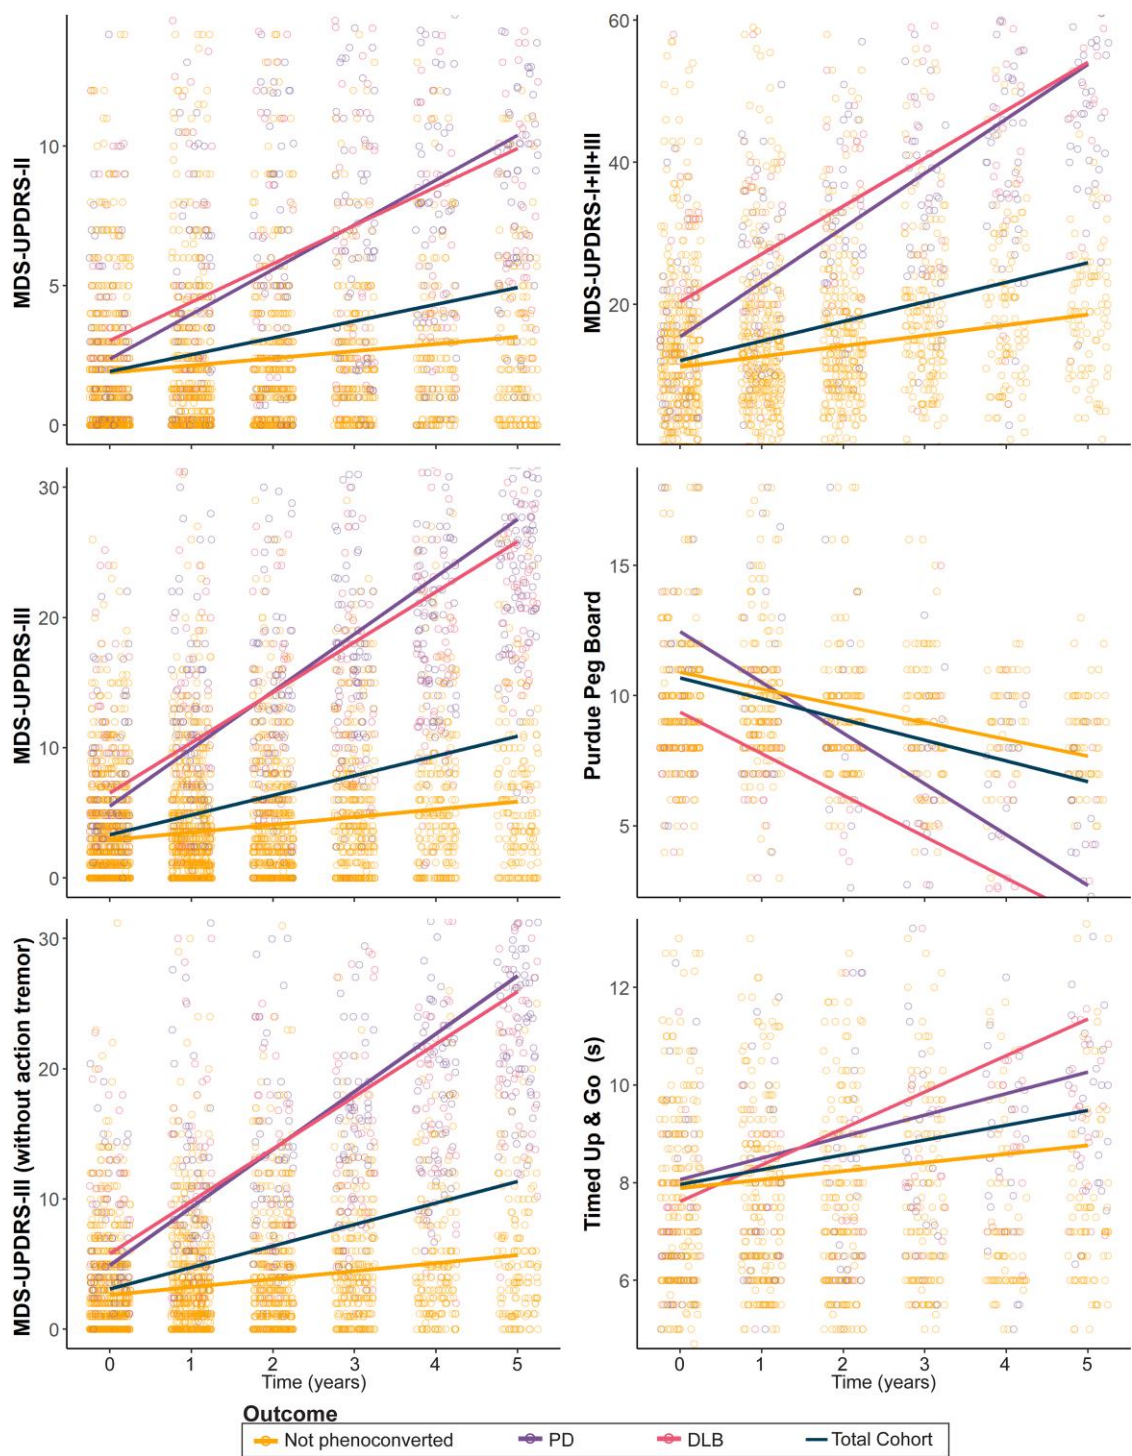 MDS-UPDRS-II
10
5
0
MDS-UPDRS-I+II+III
60
40
20
MDS-UPDRS-III
30
20
10
0
Purdue Peg Board
15
10
5
MDS-UPDRS-III (without action tremor)
30
20
10
0
0 1 2 3 4 5
Time (years)
Timed Up & Go (s)
12
10
8
6
0 1 2 3 4 5
Time (years)
Outcome
Not phenoconverted PD DLB Total Cohort